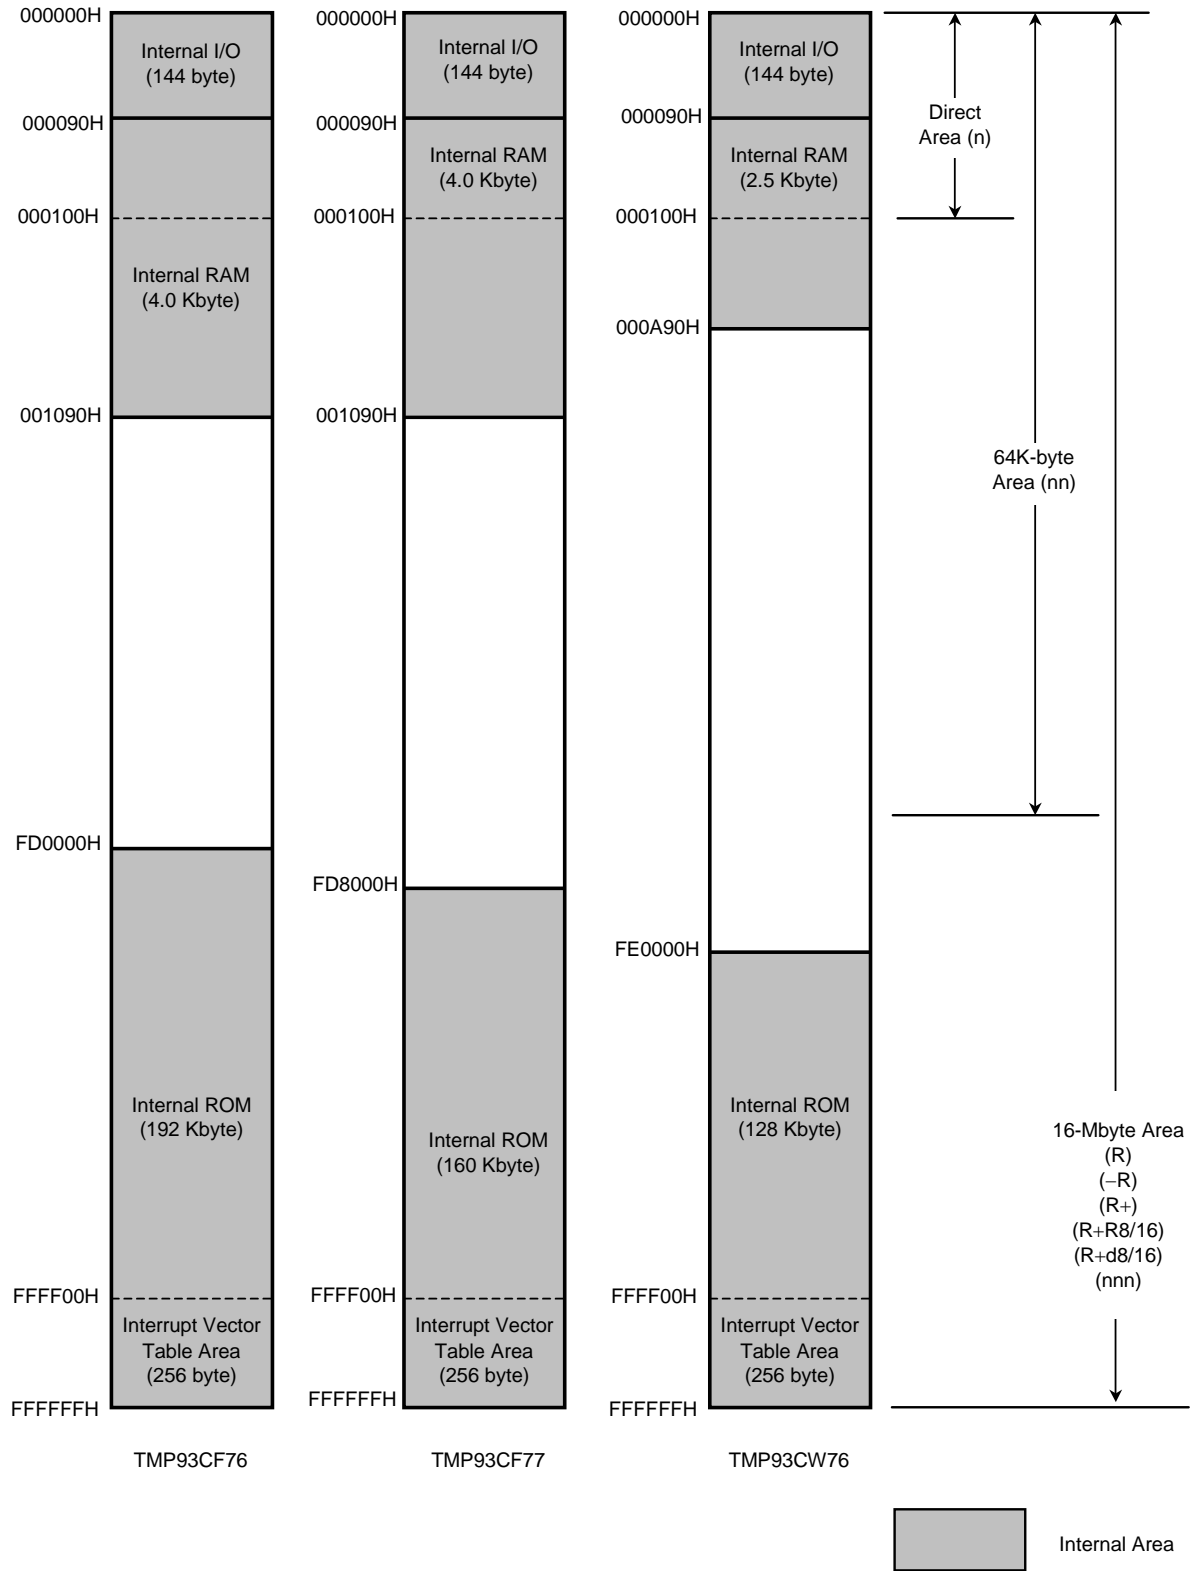 000000H
Internal I/O
(144 byte)
000090H
000100H
Internal RAM
(4.0 Kbyte)
001090H
FD0000H
Internal ROM
(192 Kbyte)
FFFF00H
Interrupt Vector
Table Area
(256 byte)
FFFFFFH
TMP93CF76
000000H
Internal I/O
(144 byte)
000090H
Internal RAM
(4.0 Kbyte)
000100H
001090H
FD8000H
Internal ROM
(160 Kbyte)
FFFF00H
Interrupt Vector
Table Area
(256 byte)
FFFFFFH
TMP93CF77
000000H
Internal I/O
(144 byte)
000090H
Internal RAM
(2.5 Kbyte)
000100H
000A90H
FE0000H
Internal ROM
(128 Kbyte)
FFFF00H
Interrupt Vector
Table Area
(256 byte)
FFFFFFH
TMP93CW76
Direct
Area (n)
64K-byte
Area (nn)
16-Mbyte Area
(R)
(−R)
(R+)
(R+R8/16)
(R+d8/16)
(nnn)
Internal Area